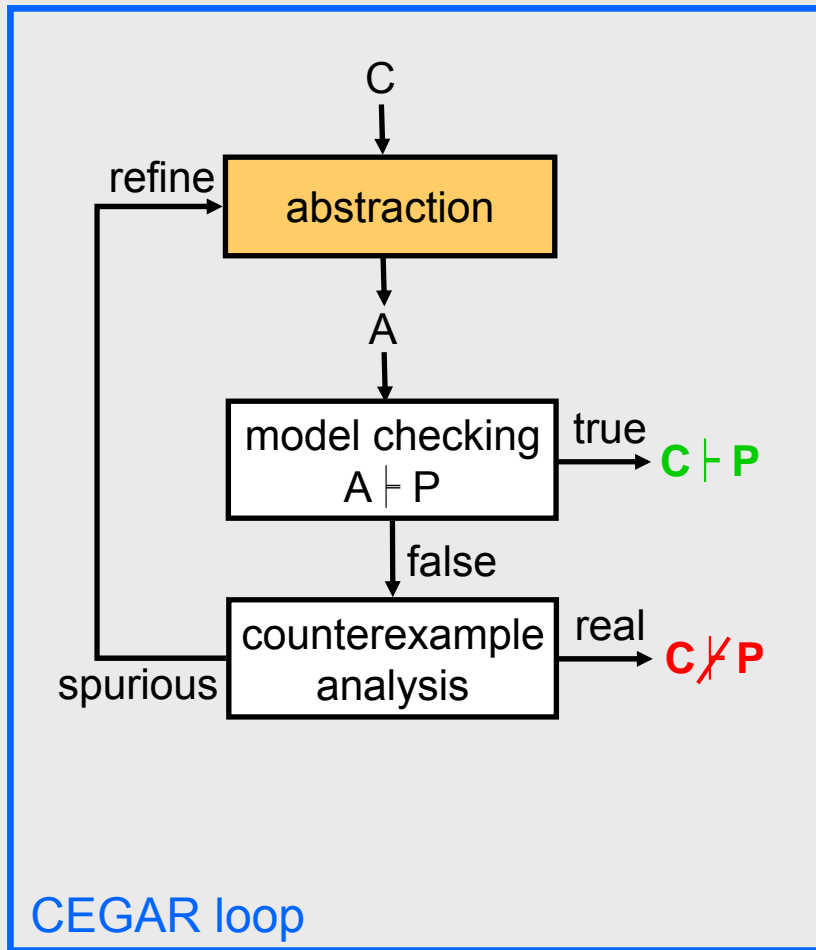 C
refine
abstraction
A
model checking
A ⊨ P
true
C ⊨ P
false
counterexample
analysis
real
C ⊭ P
spurious
CEGAR loop